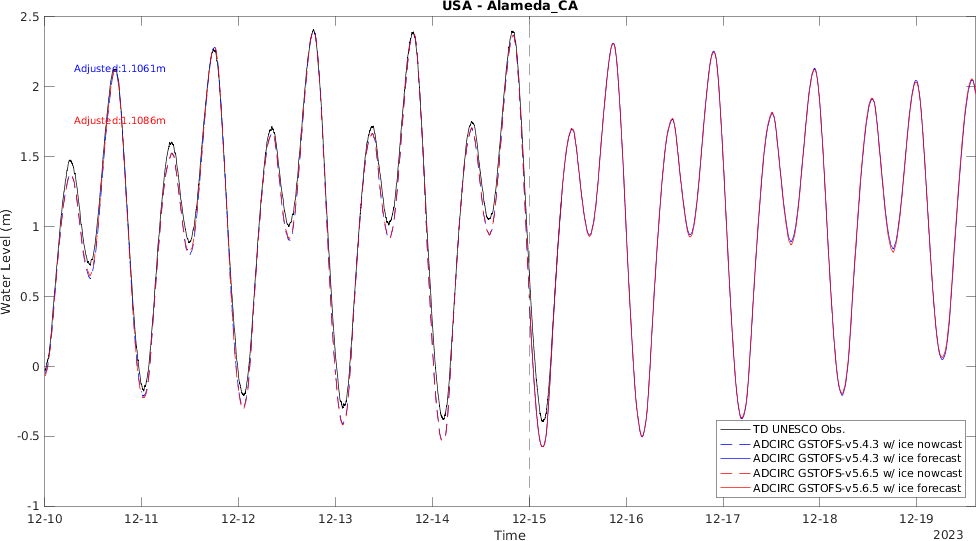 USA - Alameda_CA
2.5
2
1.5
1
0.5
0
-0.5
-1
Water Level (m)
Adjusted:1.1061m
Adjusted:1.1086m
TD UNESCO Obs.
ADCIRC GSTOFS-v5.4.3 w/ ice nowcast
ADCIRC GSTOFS-v5.4.3 w/ ice forecast
ADCIRC GSTOFS-v5.6.5 w/ ice nowcast
ADCIRC GSTOFS-v5.6.5 w/ ice forecast
12-10 12-11 12-12 12-13 12-14 12-15 12-16 12-17 12-18 12-19
Time
2023